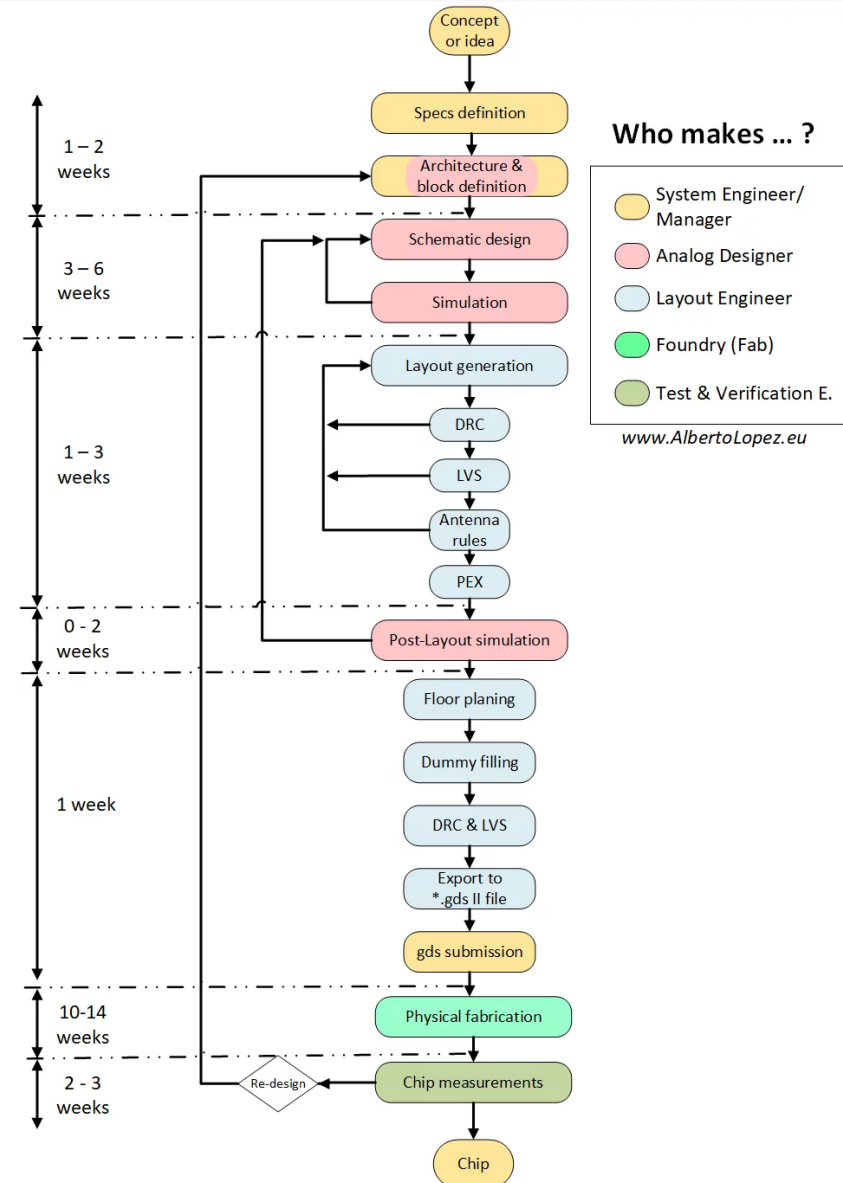 Concept
or idea
Specs definition
1 – 2
weeks
Architecture &
block definition
Who makes ... ?
System Engineer/
Manager
Analog Designer
Layout Engineer
Foundry (Fab)
Test & Verification E.
www.AlbertoLopez.eu
3 – 6
weeks
Schematic design
Simulation
1 – 3
weeks
Layout generation
DRC
LVS
Antenna
rules
PEX
0 - 2
weeks
Post-Layout simulation
1 week
Floor planing
Dummy filling
DRC & LVS
Export to
*.gds II file
gds submission
10-14
weeks
Physical fabrication
2 - 3
weeks
Re-design
Chip measurements
Chip